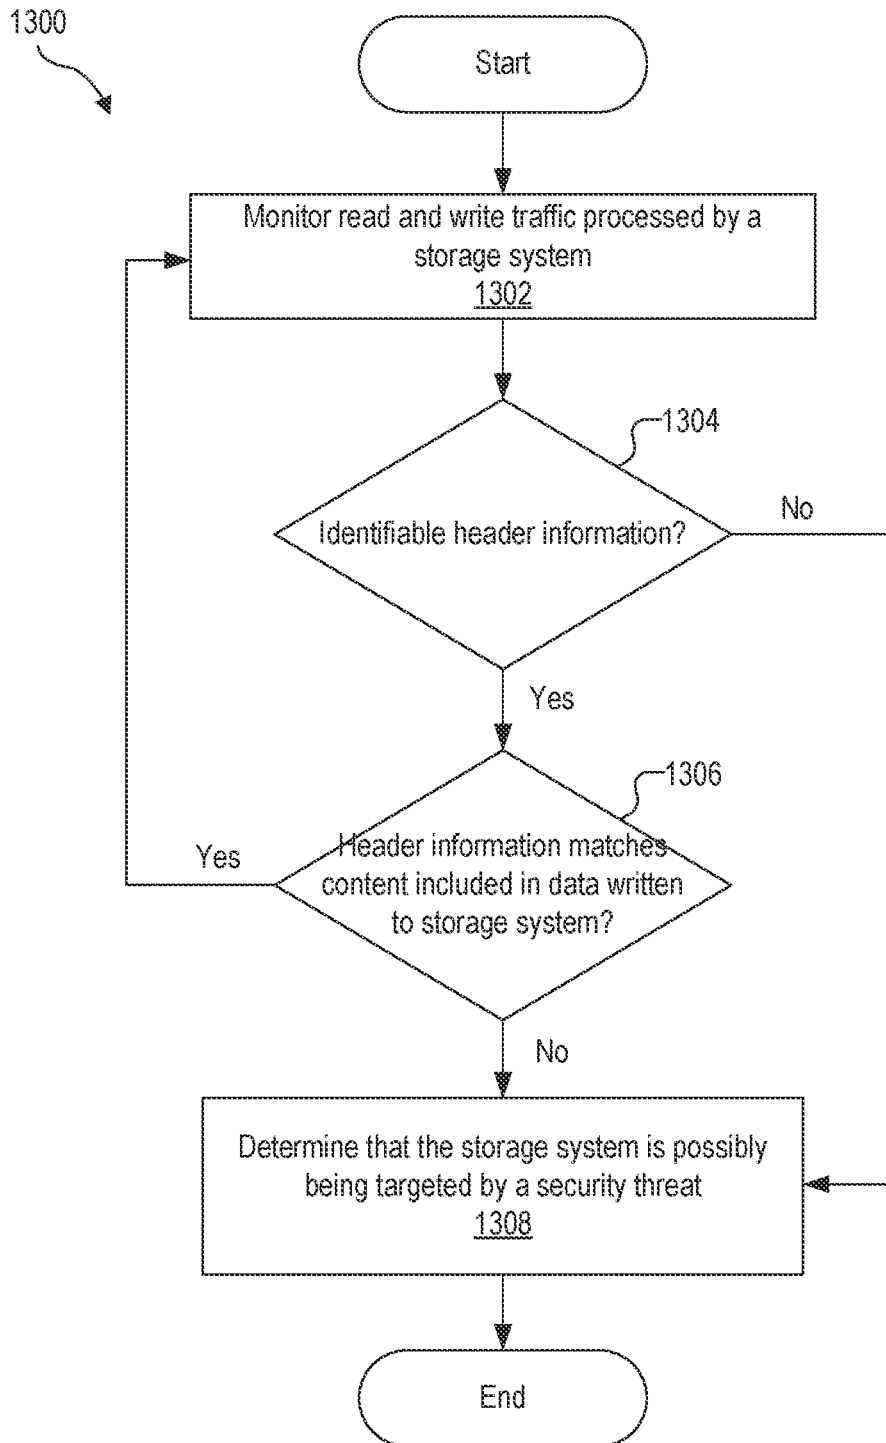 1300
Start
Monitor read and write traffic processed by a
storage system
1302
1304
Identifiable header information?
No
Yes
1306
Yes
Header information matches
content included in data written
to storage system?
No
Determine that the storage system is possibly
being targeted by a security threat
1308
End